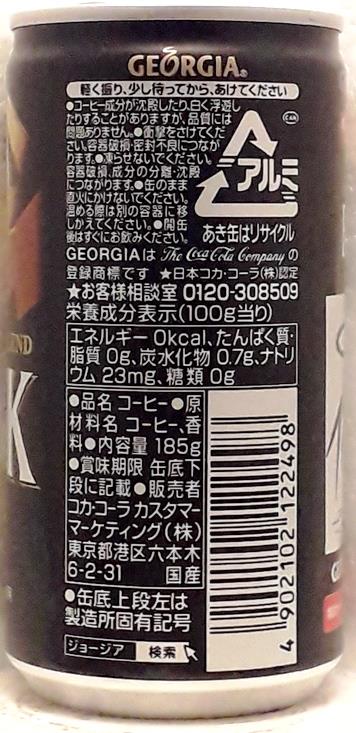 GEORGIA®
軽く振り、少し待ってから、あけてください
●コーヒー成分が沈殿したり、白く浮遊し
たりすることがありますが、品質には
問題ありません。●衝撃をさけてくだ
さい。容器破損・密封不良につながり
ます。●凍らせないでください。
容器破損、成分の分離・沈殿
につながります。●缶のまま
直火にかけないでください。
温める際は別の容器に移
しかえてください。●開缶
後はすぐにお飲みください。
CAN
アルミ
あき缶はリサイクル
GEORGIAは The Coca-Cola Company の
登録商標です ★日本コカ・コーラ(株)認定
★お客様相談室 0120-308509
栄養成分表示(100g当り)
エネルギー 0kcal、たんぱく質・
脂質 0g、炭水化物 0.7g、ナトリ
ウム 23mg、糖類 0g
●品名 コーヒー●原
材料名 コーヒー、香
料●内容量 185g
●賞味期限 缶底下
段に記載●販売者
コカ・コーラ カスタマー
マーケティング(株)
東京都港区六本木
6-2-31 国産
●缶底上段左は
製造所固有記号
ジョージア 検索
4 902102 122498
ND
K